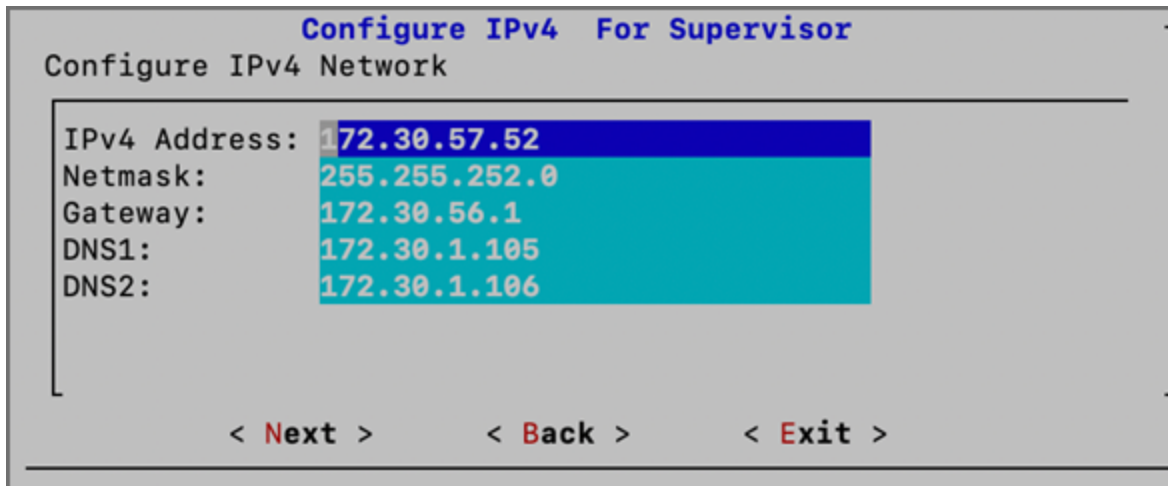 Configure IPv4  For Supervisor
Configure IPv4 Network
IPv4 Address: 172.30.57.52
Netmask: 255.255.252.0
Gateway: 172.30.56.1
DNS1: 172.30.1.105
DNS2: 172.30.1.106
< Next > < Back > < Exit >